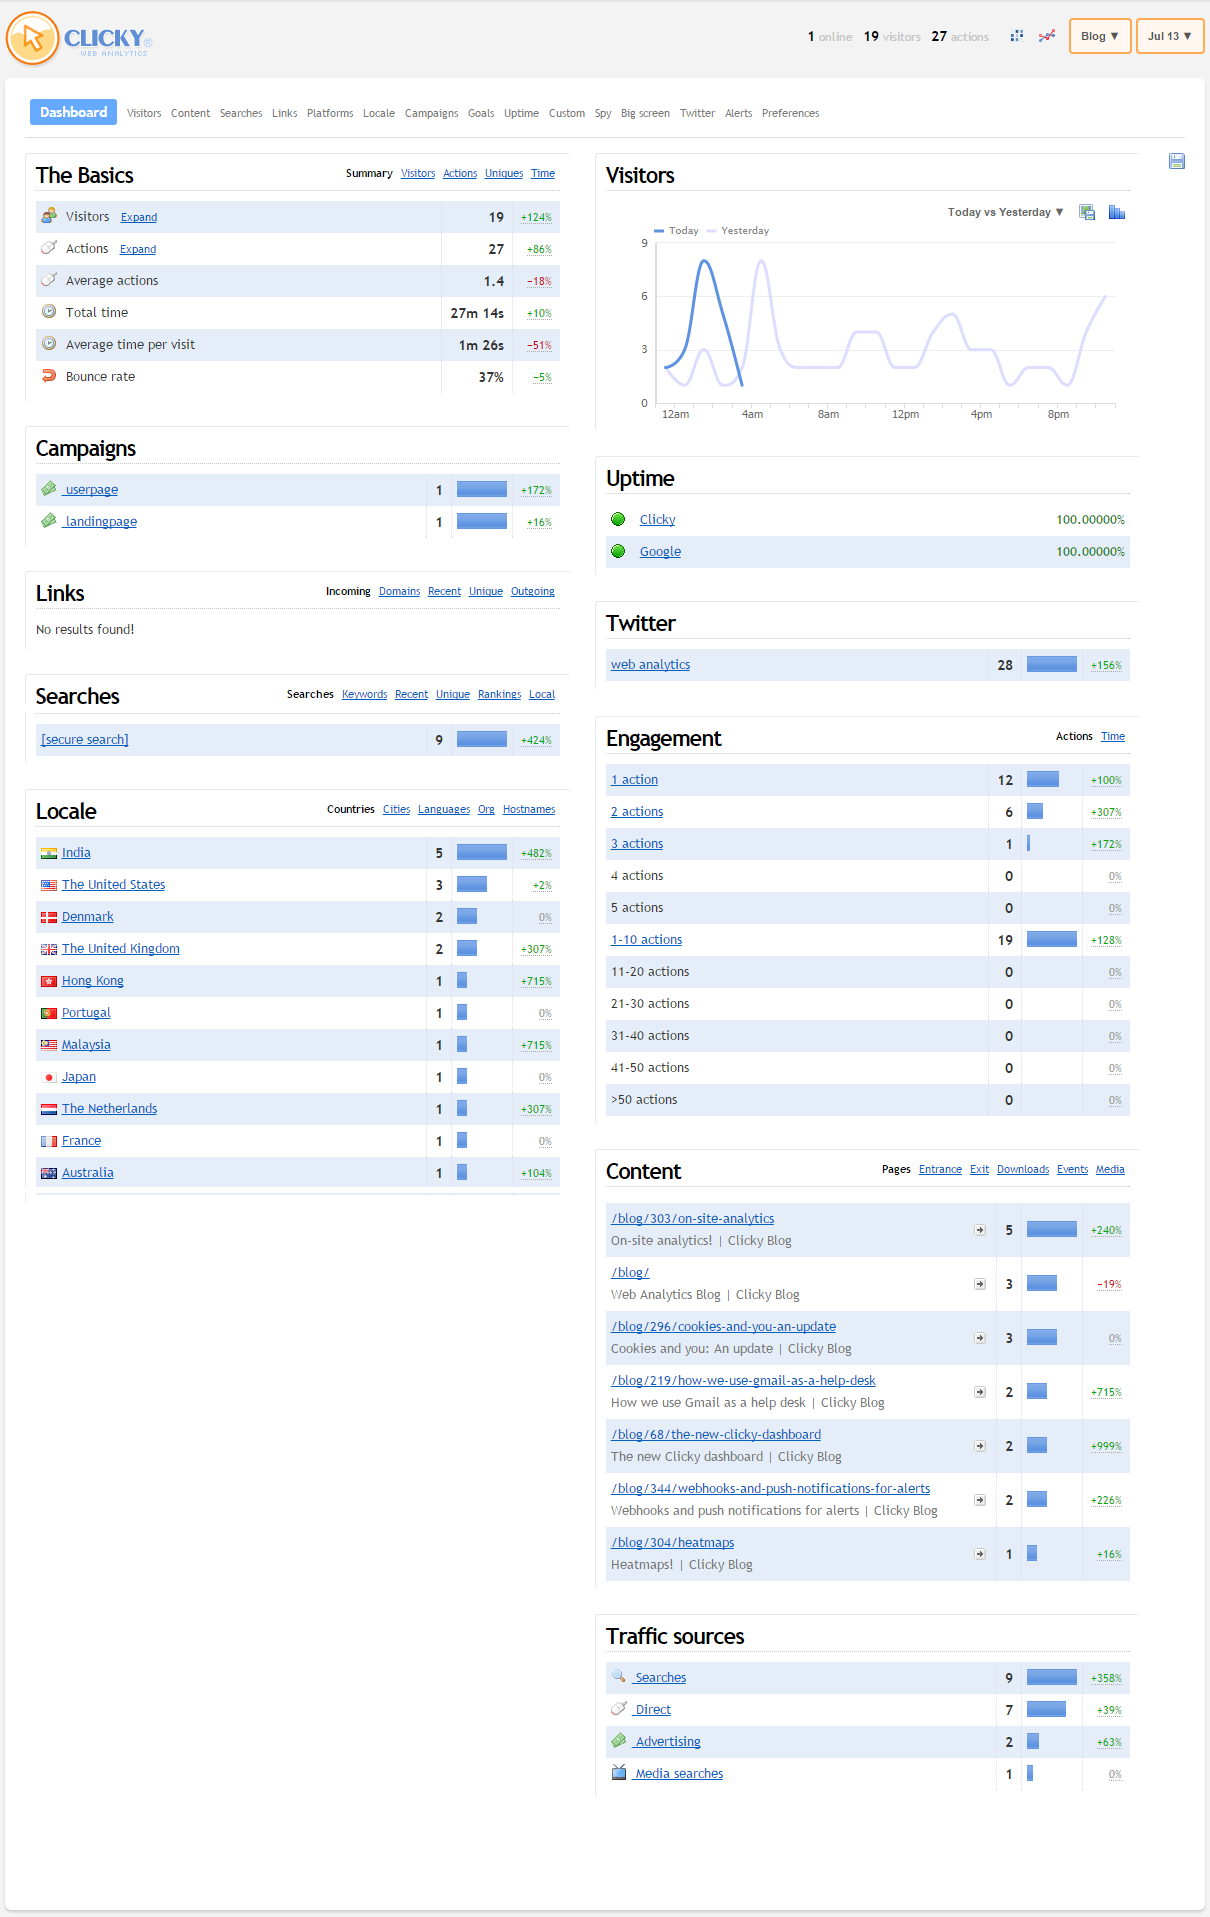 CLICKY®
WEB ANALYTICS
1 online 19 visitors 27 actions
Blog ▼
Jul 13 ▼
Dashboard Visitors Content Searches Links Platforms Locale Campaigns Goals Uptime Custom Spy Big screen Twitter Alerts Preferences
The Basics
Summary Visitors Actions Uniques Time
Visitors Expand 19 +124%
Actions Expand 27 +86%
Average actions 1.4 −18%
Total time 27m 14s +10%
Average time per visit 1m 26s −51%
Bounce rate 37% −5%
Campaigns
userpage 1 +172%
landingpage 1 +16%
Links
Incoming Domains Recent Unique Outgoing
No results found!
Searches
Searches Keywords Recent Unique Rankings Local
[secure search] 9 +424%
Locale
Countries Cities Languages Org Hostnames
India 5 +482%
The United States 3 +2%
Denmark 2 0%
The United Kingdom 2 +307%
Hong Kong 1 +715%
Portugal 1 0%
Malaysia 1 +715%
Japan 1 0%
The Netherlands 1 +307%
France 1 0%
Australia 1 +104%
Visitors
Today vs Yesterday ▼
Today Yesterday
9
6
3
0
12am 4am 8am 12pm 4pm 8pm
Uptime
Clicky 100.00000%
Google 100.00000%
Twitter
web analytics 28 +156%
Engagement
Actions Time
1 action 12 +100%
2 actions 6 +307%
3 actions 1 +172%
4 actions 0 0%
5 actions 0 0%
1-10 actions 19 +128%
11-20 actions 0 0%
21-30 actions 0 0%
31-40 actions 0 0%
41-50 actions 0 0%
>50 actions 0 0%
Content
Pages Entrance Exit Downloads Events Media
/blog/303/on-site-analytics 5 +240%
On-site analytics! | Clicky Blog
/blog/ 3 −19%
Web Analytics Blog | Clicky Blog
/blog/296/cookies-and-you-an-update 3 0%
Cookies and you: An update | Clicky Blog
/blog/219/how-we-use-gmail-as-a-help-desk 2 +715%
How we use Gmail as a help desk | Clicky Blog
/blog/68/the-new-clicky-dashboard 2 +999%
The new Clicky dashboard | Clicky Blog
/blog/344/webhooks-and-push-notifications-for-alerts 2 +226%
Webhooks and push notifications for alerts | Clicky Blog
/blog/304/heatmaps 1 +16%
Heatmaps! | Clicky Blog
Traffic sources
Searches 9 +358%
Direct 7 +39%
Advertising 2 +63%
Media searches 1 0%